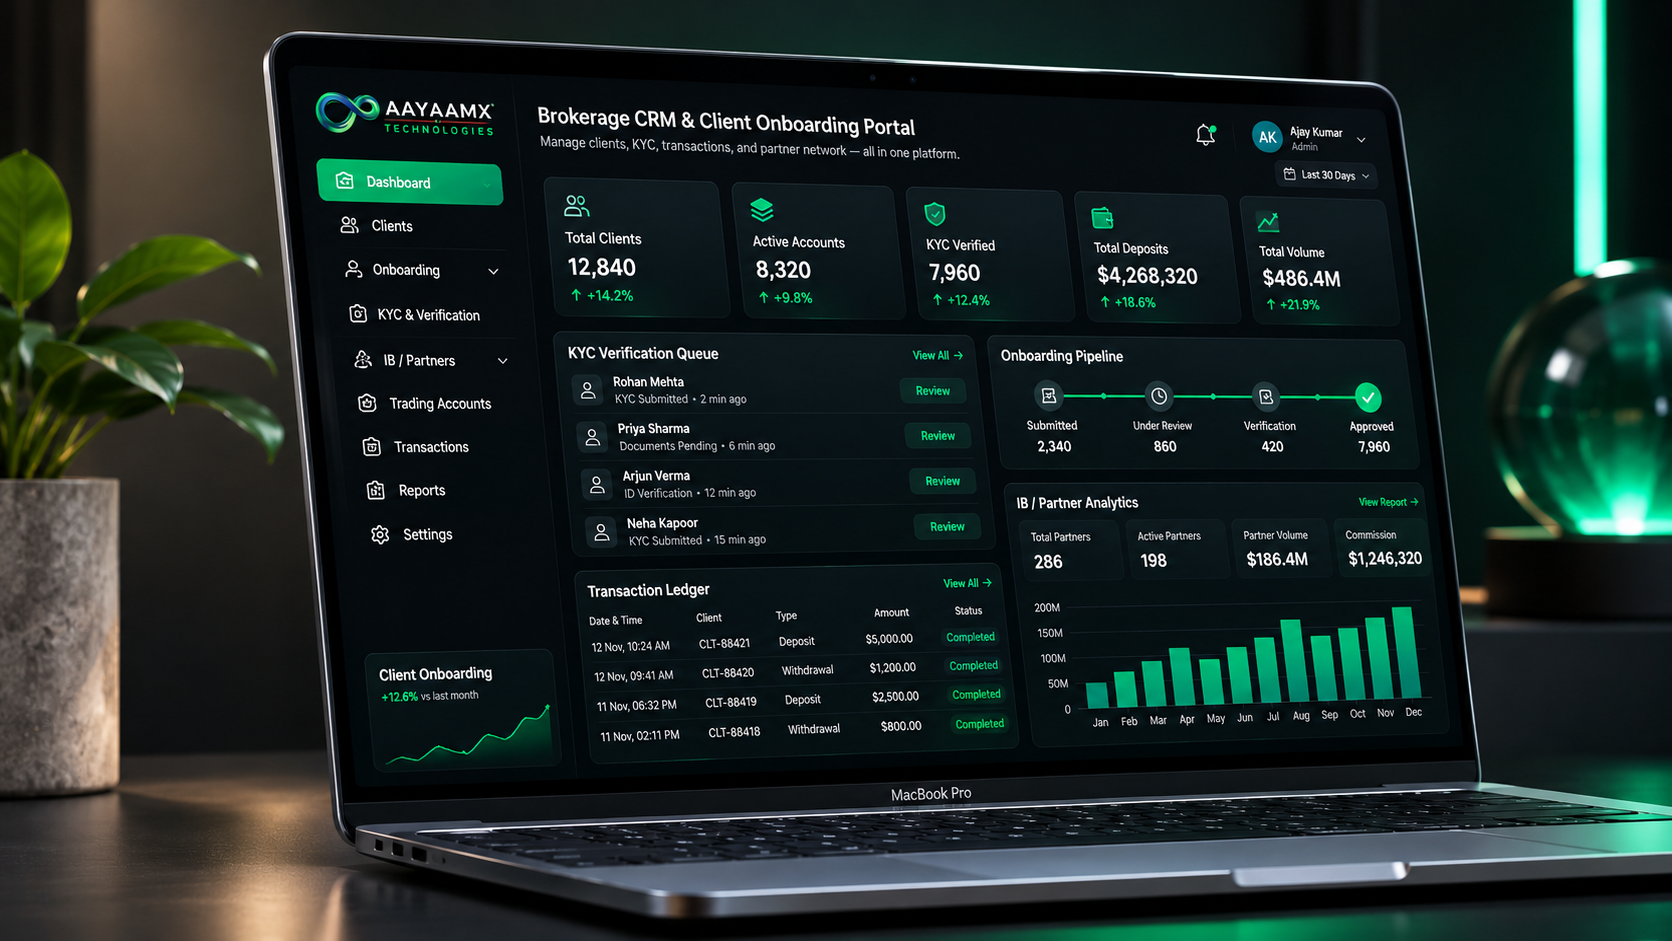 AAYAAMX
TECHNOLOGIES
Dashboard
Clients
Onboarding
KYC & Verification
IB / Partners
Trading Accounts
Transactions
Reports
Settings
Client Onboarding
+12.6% vs last month
Brokerage CRM & Client Onboarding Portal
Manage clients, KYC, transactions, and partner network — all in one platform.
AK
Ajay Kumar
Admin
Last 30 Days
Total Clients
12,840
↑ +14.2%
Active Accounts
8,320
↑ +9.8%
KYC Verified
7,960
↑ +12.4%
Total Deposits
$4,268,320
↑ +18.6%
Total Volume
$486.4M
↑ +21.9%
KYC Verification Queue
View All →
Rohan Mehta
KYC Submitted • 2 min ago
Review
Priya Sharma
Documents Pending • 6 min ago
Review
Arjun Verma
ID Verification • 12 min ago
Review
Neha Kapoor
KYC Submitted • 15 min ago
Review
Onboarding Pipeline
Submitted Under Review Verification Approved
2,340 860 420 7,960
Transaction Ledger
View All →
Date & Time Client Type Amount Status
12 Nov, 10:24 AM CLT-88421 Deposit $5,000.00 Completed
12 Nov, 09:41 AM CLT-88420 Withdrawal $1,200.00 Completed
11 Nov, 06:32 PM CLT-88419 Deposit $2,500.00 Completed
11 Nov, 02:11 PM CLT-88418 Withdrawal $800.00 Completed
IB / Partner Analytics
View Report →
Total Partners Active Partners Partner Volume Commission
286 198 $186.4M $1,246,320
200M
150M
100M
50M
0
Jan Feb Mar Apr May Jun Jul Aug Sep Oct Nov Dec
MacBook Pro